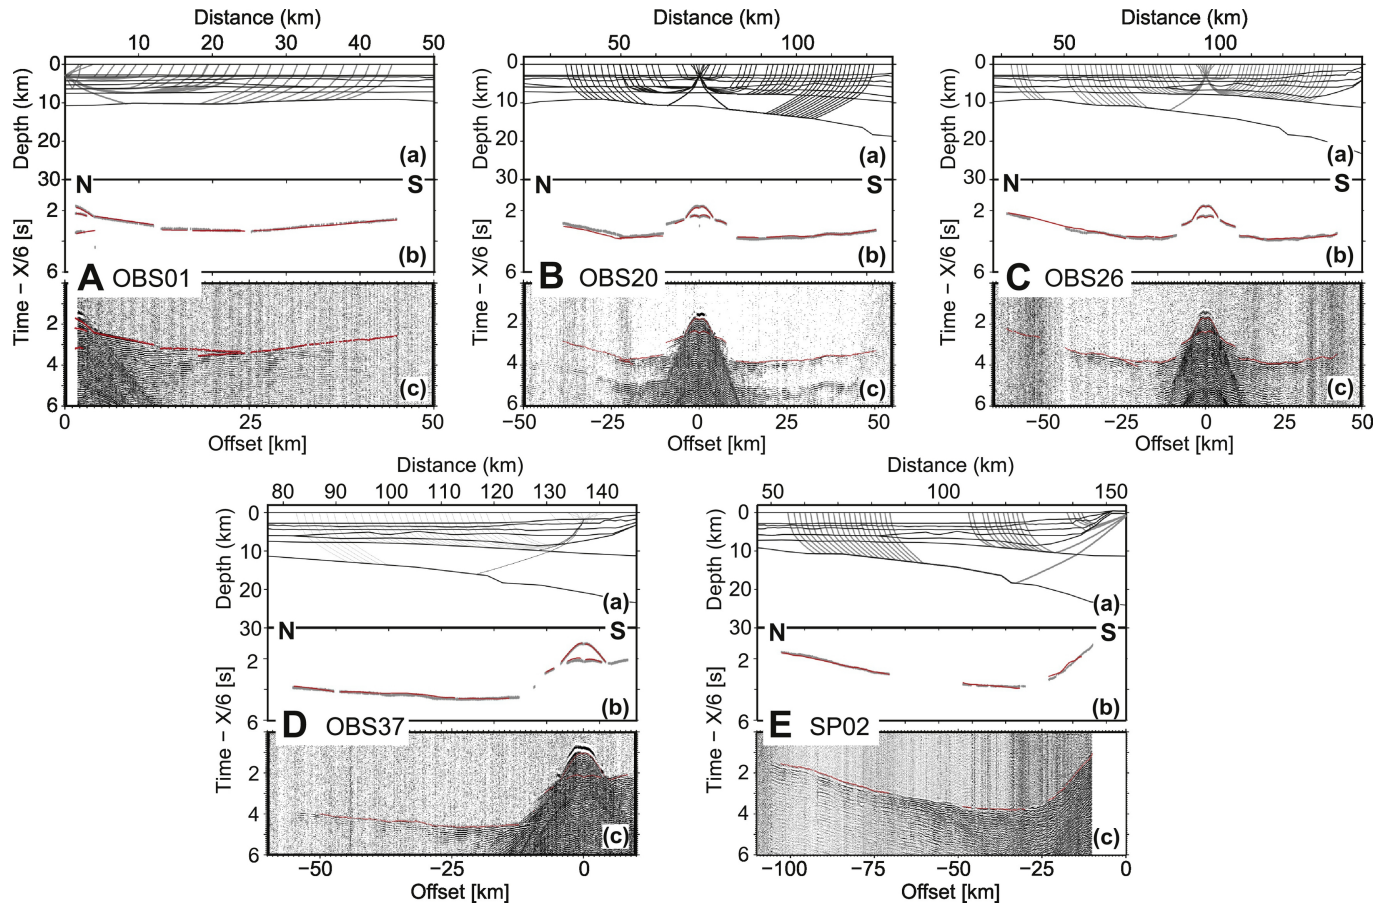 Distance (km)
10 20 30 40 50
0
10
20
30
Depth (km)
(a)
N S
2
6
Time – X/6 [s]
(b)
A OBS01
2
4
6
(c)
0 25 50
Offset [km]
Distance (km)
50 100
0
10
20
30
Depth (km)
(a)
N S
2
6
Time – X/6 [s]
(b)
B OBS20
2
4
6
(c)
−50 −25 0 25 50
Offset [km]
Distance (km)
50 100
0
10
20
30
Depth (km)
(a)
N S
2
6
Time – X/6 [s]
(b)
C OBS26
2
4
6
(c)
−50 −25 0 25 50
Offset [km]
Distance (km)
80 90 100 110 120 130 140
0
10
20
30
Depth (km)
(a)
N S
2
6
Time – X/6 [s]
(b)
D OBS37
2
4
6
(c)
−50 −25 0
Offset [km]
Distance (km)
50 100 150
0
10
20
30
Depth (km)
(a)
N S
2
6
Time – X/6 [s]
(b)
E SP02
2
4
6
(c)
−100 −75 −50 −25 0
Offset [km]